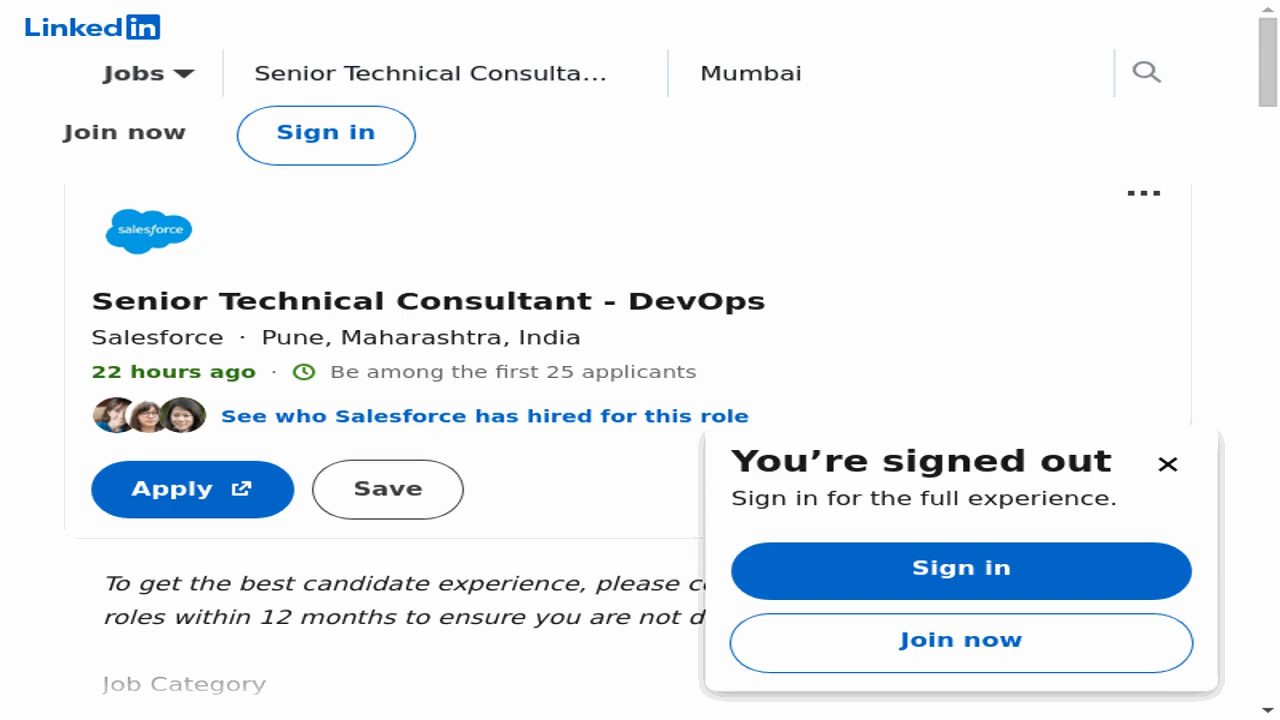 Linked in
Jobs
Senior Technical Consulta...
Mumbai
Join now
Sign in
salesforce
Senior Technical Consultant - DevOps
Salesforce · Pune, Maharashtra, India
22 hours ago · Be among the first 25 applicants
See who Salesforce has hired for this role
Apply
Save
You’re signed out
Sign in for the full experience.
Sign in
Join now
To get the best candidate experience, please
roles within 12 months to ensure you are not
Job Category